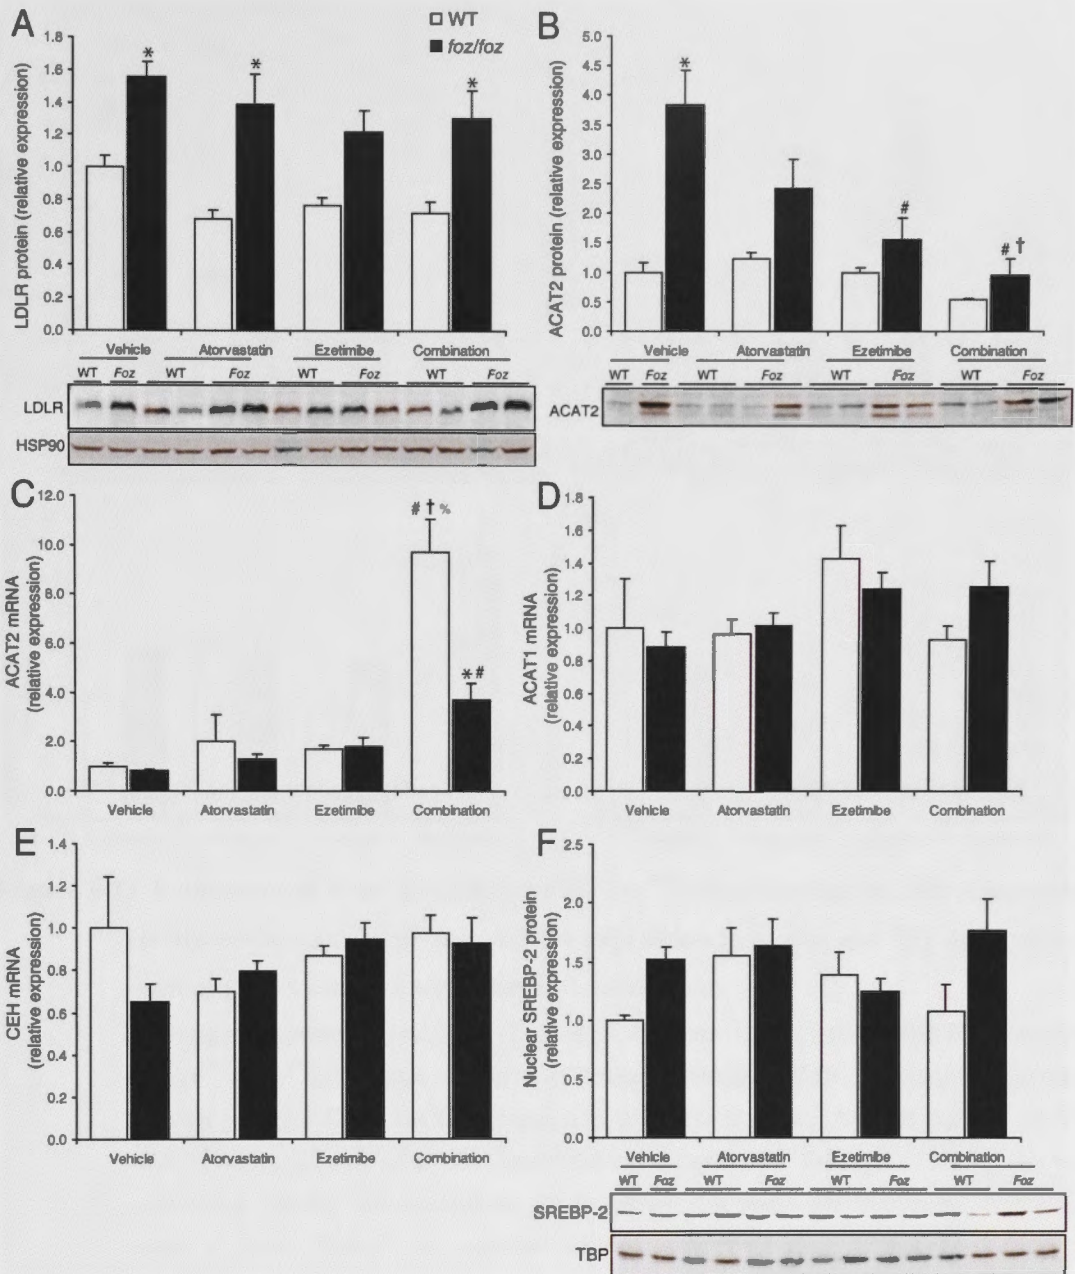 A
WT
foz/foz
LDLR protein (relative expression)
1.8
1.6
1.4
1.2
1.0
0.8
0.6
0.4
0.2
0.0
*
*
*
Vehicle Atorvastatin Ezetimibe Combination
WT Foz WT Foz WT Foz WT Foz
LDLR
HSP90
B
ACAT2 protein (relative expression)
5.0
4.5
4.0
3.5
3.0
2.5
2.0
1.5
1.0
0.5
0.0
*
#
# †
Vehicle Atorvastatin Ezetimibe Combination
WT Foz WT Foz WT Foz WT Foz
ACAT2
C
ACAT2 mRNA
(relative expression)
12.0
10.0
8.0
6.0
4.0
2.0
0.0
# † %
*#
Vehicle Atorvastatin Ezetimibe Combination
D
ACAT1 mRNA
(relative expression)
1.8
1.6
1.4
1.2
1.0
0.8
0.6
0.4
0.2
0.0
Vehicle Atorvastatin Ezetimibe Combination
E
CEH mRNA
(relative expression)
1.4
1.2
1.0
0.8
0.6
0.4
0.2
0.0
Vehicle Atorvastatin Ezetimibe Combination
F
Nuclear SREBP-2 protein
(relative expression)
2.5
2.0
1.5
1.0
0.5
0.0
Vehicle Atorvastatin Ezetimibe Combination
WT Foz WT Foz WT Foz WT Foz
SREBP-2
TBP